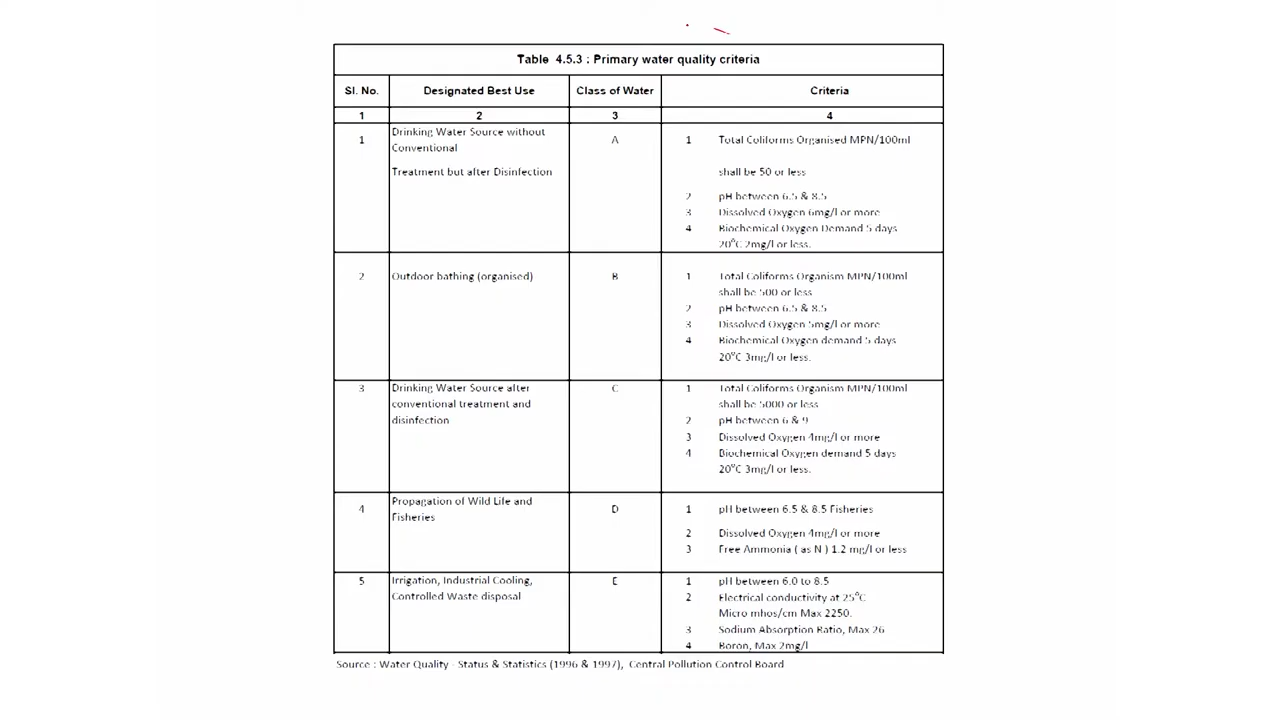 Table 4.5.3 : Primary water quality criteria
Sl. No. Designated Best Use Class of Water Criteria
1 2 3 4
Drinking Water Source without
Conventional
1 A 1 Total Coliforms Organised MPN/100ml
Treatment but after Disinfection shall be 50 or less
2 pH between 6.5 & 8.5
3 Dissolved Oxygen 6mg/l or more
4 Biochemical Oxygen Demand 5 days
20°C 2mg/l or less.
2 Outdoor bathing (organised) B 1 Total Coliforms Organism MPN/100ml
shall be 500 or less
2 pH between 6.5 & 8.5
3 Dissolved Oxygen 5mg/l or more
4 Biochemical Oxygen demand 5 days
20°C 3mg/l or less.
3 Drinking Water Source after C 1 Total Coliforms Organism MPN/100ml
conventional treatment and shall be 5000 or less
disinfection 2 pH between 6 & 9
3 Dissolved Oxygen 4mg/l or more
4 Biochemical Oxygen demand 5 days
20°C 3mg/l or less.
Propagation of Wild Life and
4 D 1 pH between 6.5 & 8.5 Fisheries
Fisheries
2 Dissolved Oxygen 4mg/l or more
3 Free Ammonia ( as N ) 1.2 mg/l or less
5 Irrigation, Industrial Cooling, E 1 pH between 6.0 to 8.5
Controlled Waste disposal 2 Electrical conductivity at 25°C
Micro mhos/cm Max 2250.
3 Sodium Absorption Ratio, Max 26
4 Boron, Max 2mg/l
Source : Water Quality - Status & Statistics (1996 & 1997), Central Pollution Control Board